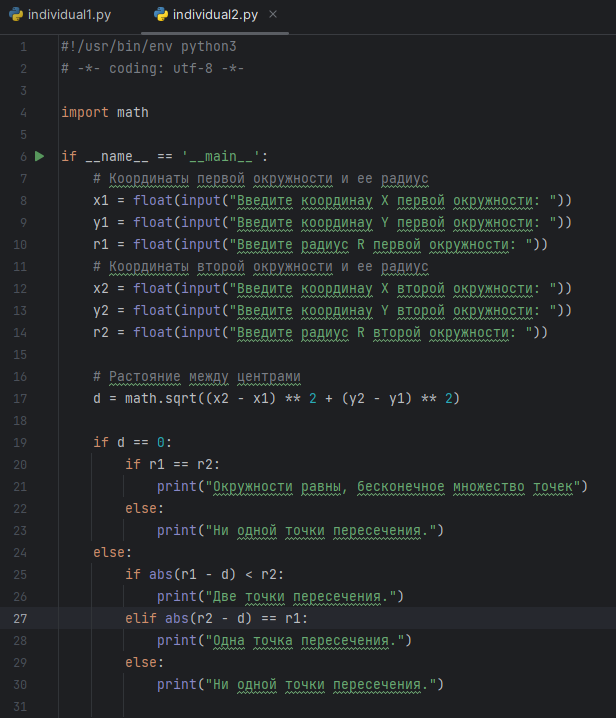 individual1.py individual2.py ×
1 #!/usr/bin/env python3
2 # -*- coding: utf-8 -*-
3
4 import math
5
6 if __name__ == '__main__':
7 # Координаты первой окружности и ее радиус
8 x1 = float(input("Введите координау X первой окружности: "))
9 y1 = float(input("Введите координау Y первой окружности: "))
10 r1 = float(input("Введите радиус R первой окружности: "))
11 # Координаты второй окружности и ее радиус
12 x2 = float(input("Введите координау X второй окружности: "))
13 y2 = float(input("Введите координау Y второй окружности: "))
14 r2 = float(input("Введите радиус R второй окружности: "))
15
16 # Растояние между центрами
17 d = math.sqrt((x2 - x1) ** 2 + (y2 - y1) ** 2)
18
19 if d == 0:
20 if r1 == r2:
21 print("Окружности равны, бесконечное множество точек")
22 else:
23 print("Ни одной точки пересечения.")
24 else:
25 if abs(r1 - d) < r2:
26 print("Две точки пересечения.")
27 elif abs(r2 - d) == r1:
28 print("Одна точка пересечения.")
29 else:
30 print("Ни одной точки пересечения.")
31